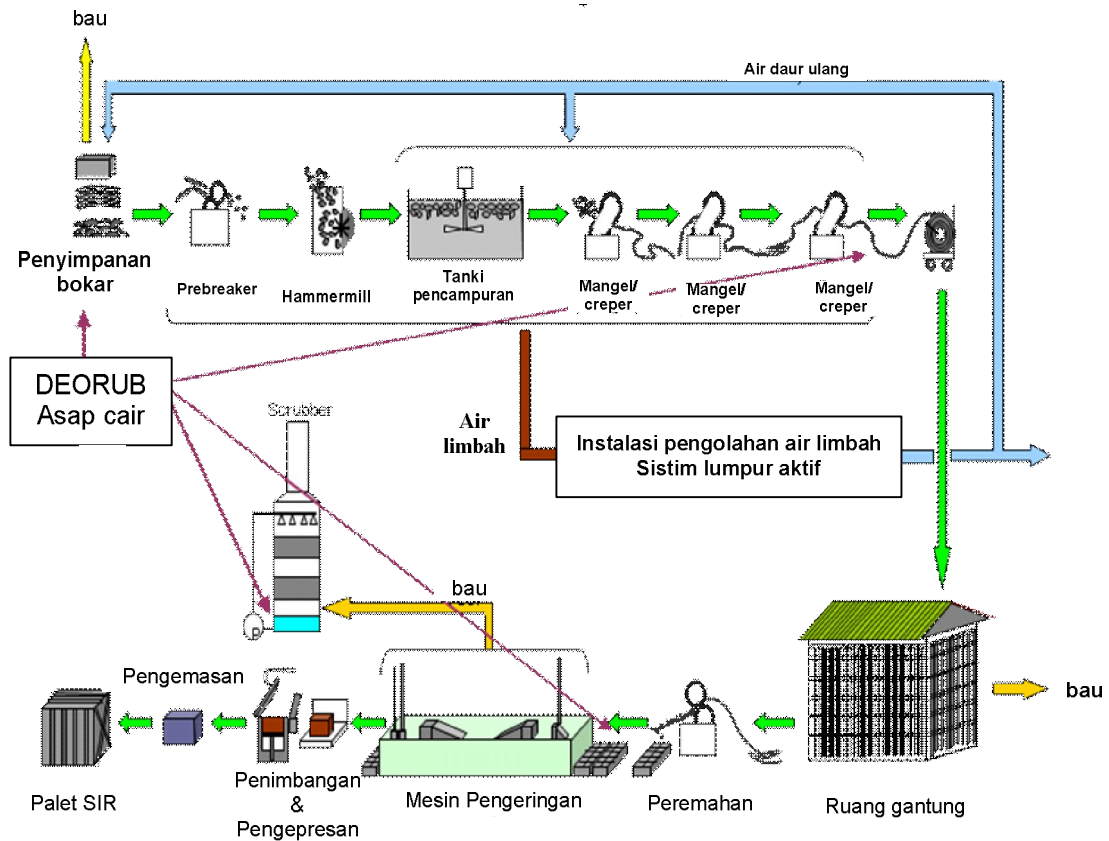 bau
Air daur ulang
Penyimpanan
bokar
Prebreaker
Hammermill
Tanki
pencampuran
Mangel/
creper
Mangel/
creper
Mangel/
creper
DEORUB
Asap cair
Scrubber
Air
limbah
Instalasi pengolahan air limbah
Sistim lumpur aktif
bau
P
bau
Pengemasan
Palet SIR
Penimbangan
&
Pengepresan
Mesin Pengeringan
Peremahan
Ruang gantung